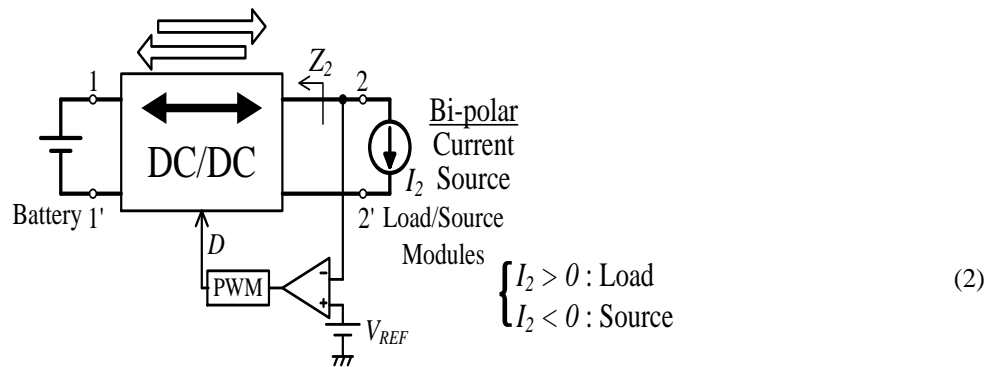 Z2
1
2
Bi-polar
Current
Source
DC/DC
I2
Battery
1'
2'
Load/Source
Modules
D
PWM
-
+
VREF
I2 > 0 : Load
I2 < 0 : Source
(2)